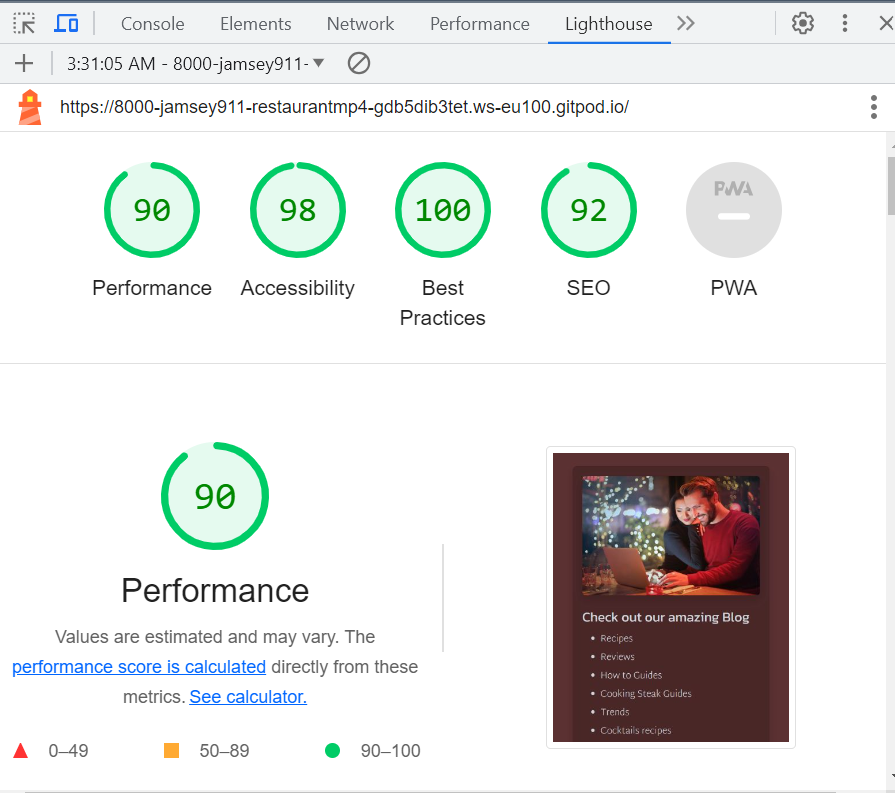 Console Elements Network Performance Lighthouse
3:31:05 AM - 8000-jamsey911-
https://8000-jamsey911-restaurantmp4-gdb5dib3tet.ws-eu100.gitpod.io/
90 98 100 92 PWA
Performance Accessibility Best Practices SEO PWA
90
Performance
Values are estimated and may vary. The
performance score is calculated directly from these
metrics. See calculator.
0–49 50–89 90–100
Check out our amazing Blog
Recipes
Reviews
How to Guides
Cooking Steak Guides
Trends
Cocktails recipes